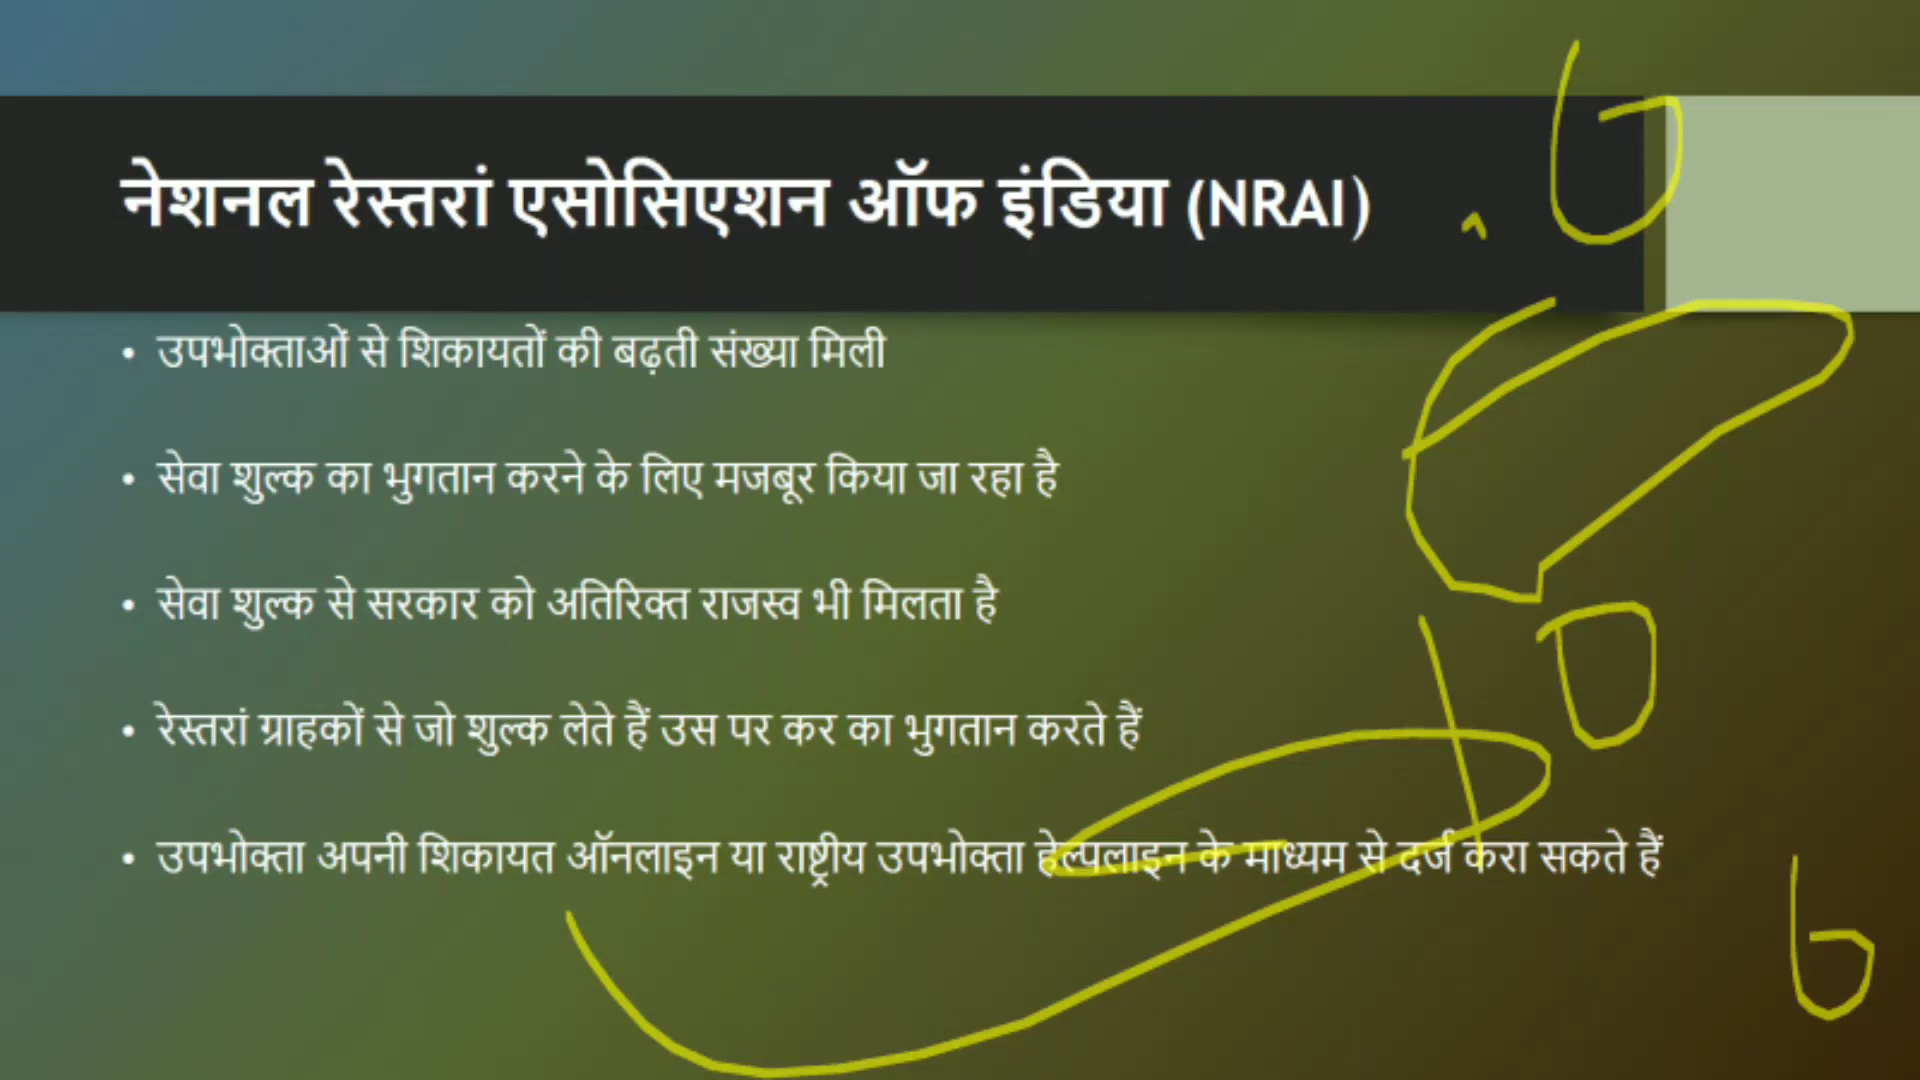 नेशनल रेस्तरां एसोसिएशन ऑफ इंडिया (NRAI)
• उपभोक्ताओं से शिकायतों की बढ़ती संख्या मिली
• सेवा शुल्क का भुगतान करने के लिए मजबूर किया जा रहा है
• सेवा शुल्क से सरकार को अतिरिक्त राजस्व भी मिलता है
• रेस्तरां ग्राहकों से जो शुल्क लेते हैं उस पर कर का भुगतान करते हैं
• उपभोक्ता अपनी शिकायत ऑनलाइन या राष्ट्रीय उपभोक्ता हेल्पलाइन के माध्यम से दर्ज करा सकते हैं